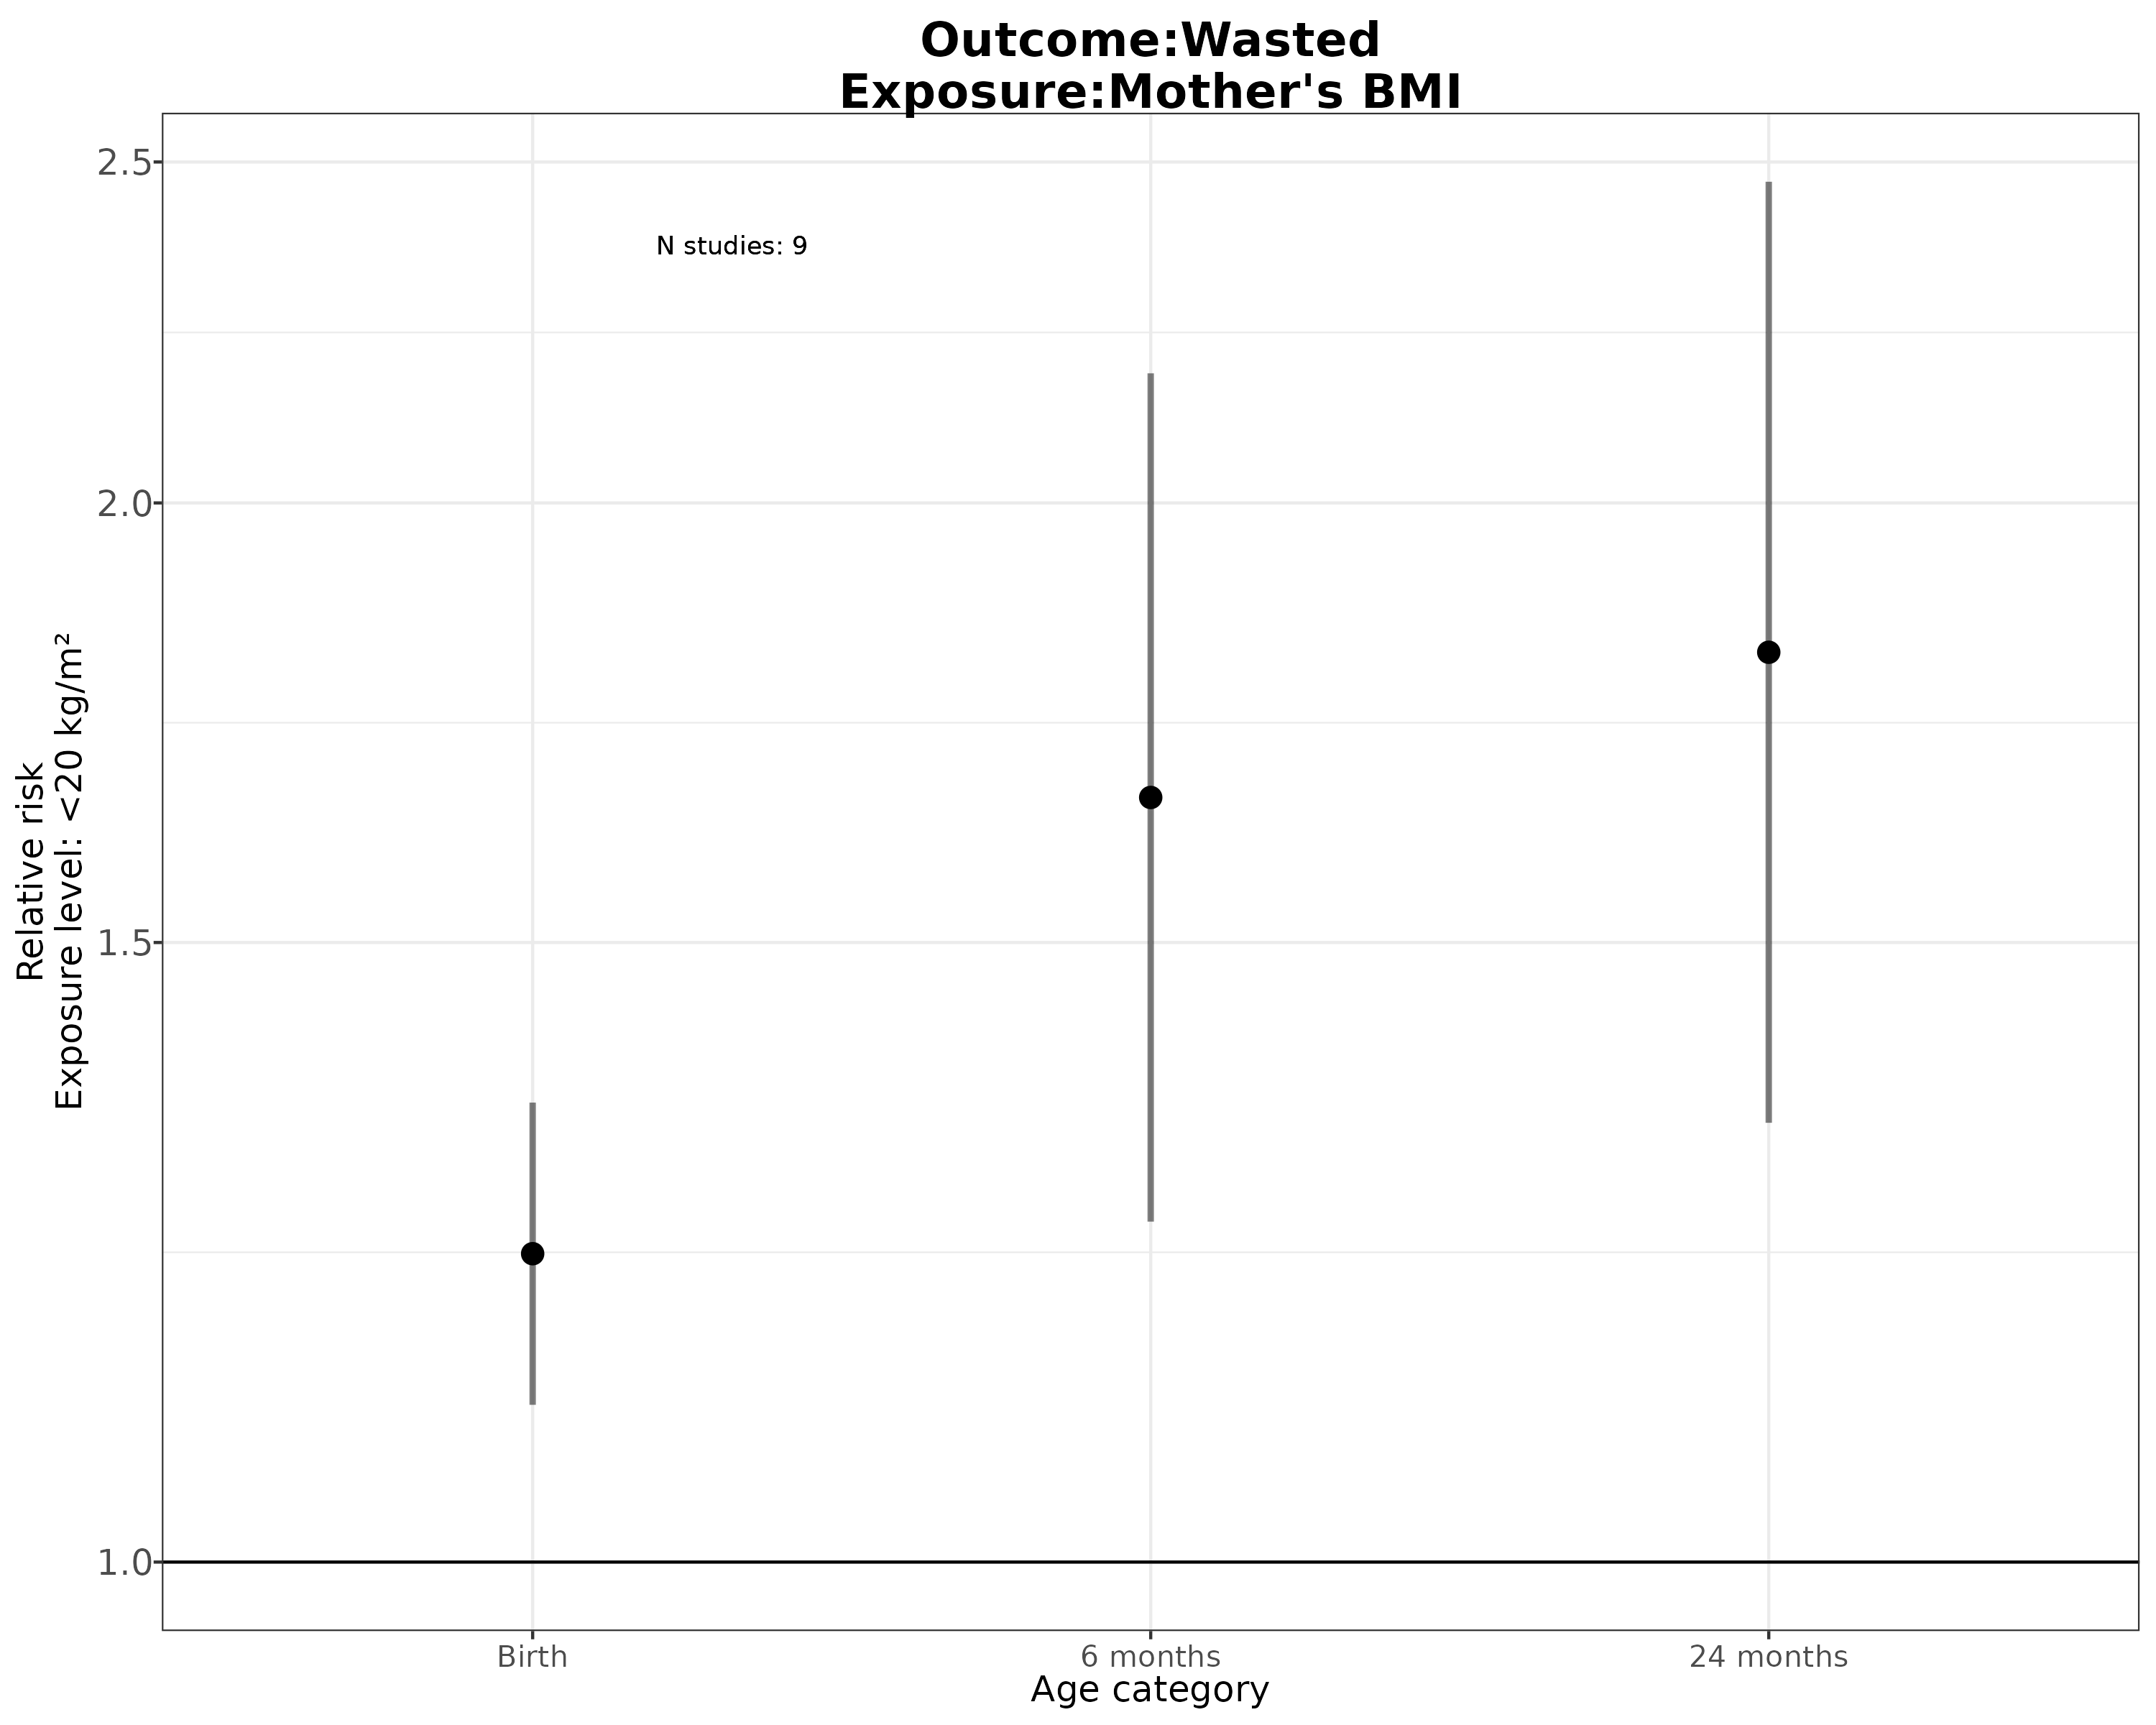 Outcome:Wasted
Exposure:Mother's BMI
Relative risk
Exposure level: <20 kg/m²
2.5
2.0
1.5
1.0
N studies: 9
Birth
6 months
24 months
Age category